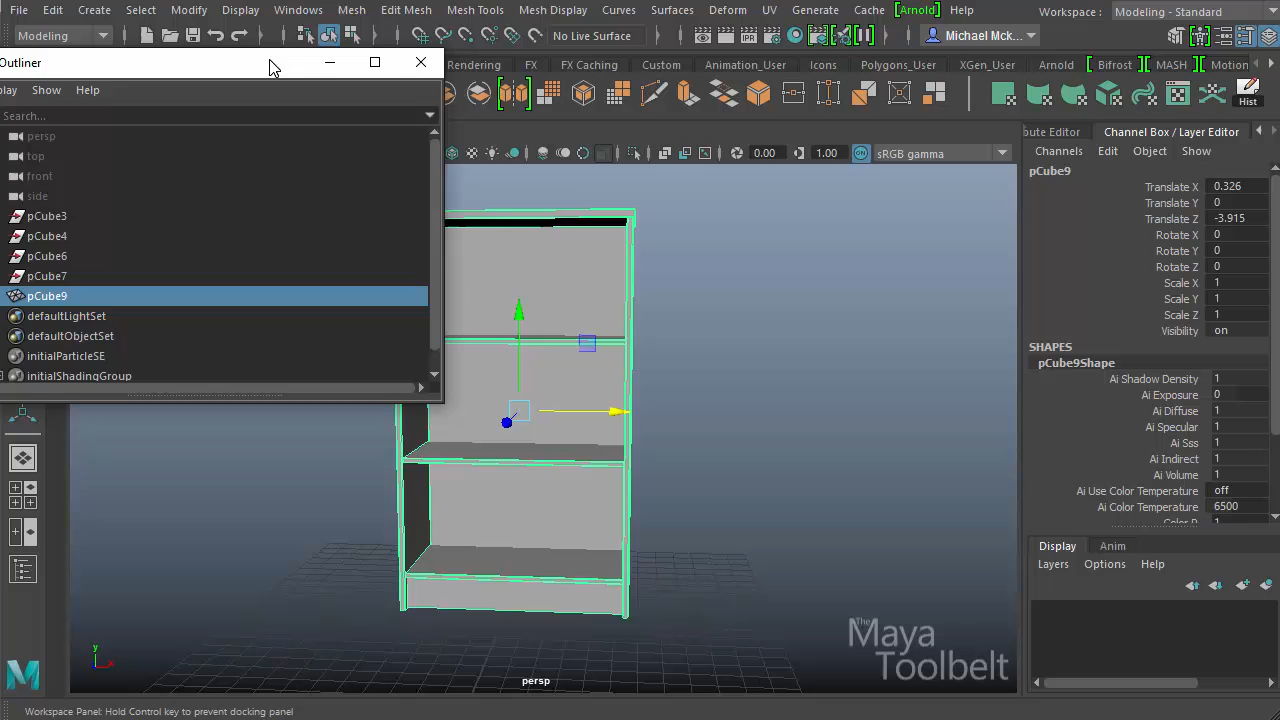 File Edit Create Select Modify Display Windows Mesh Edit Mesh Mesh Tools Mesh Display Curves Surfaces Deform UV Generate Cache [Arnold] Help Workspace : Modeling - Standard
Modeling No Live Surface Michael Mck...
Outliner
Rendering FX FX Caching Custom Animation_User Icons Polygons_User XGen_User Arnold Bifrost MASH Motion
play Show Help
Hist
Search...
persp
top
front
side
pCube3
pCube4
pCube6
pCube7
pCube9
defaultLightSet
defaultObjectSet
initialParticleSE
initialShadingGroup
0.00 1.00 sRGB gamma
bute Editor Channel Box / Layer Editor
Channels Edit Object Show
pCube9
Translate X 0.326
Translate Y 0
Translate Z -3.915
Rotate X 0
Rotate Y 0
Rotate Z 0
Scale X 1
Scale Y 1
Scale Z 1
Visibility on
SHAPES
pCube9Shape
Ai Shadow Density 1
Ai Exposure 0
Ai Diffuse 1
Ai Specular 1
Ai Sss 1
Ai Indirect 1
Ai Volume 1
Ai Use Color Temperature off
Ai Color Temperature 6500
Display Anim
Layers Options Help
The
Maya
Toolbelt
y
x
persp
Workspace Panel: Hold Control key to prevent docking panel